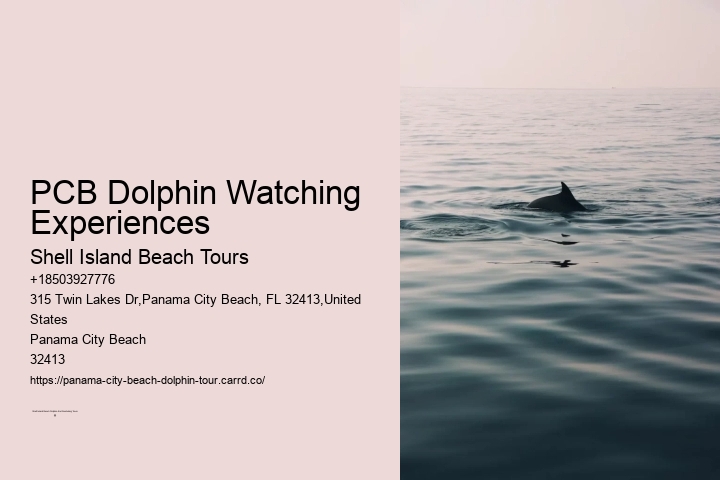 PCB Dolphin Watching
Experiences
Shell Island Beach Tours
+18503927776
315 Twin Lakes Dr,Panama City Beach, FL 32413,United
States
Panama City Beach
32413
https://panama-city-beach-dolphin-tour.carrd.co/